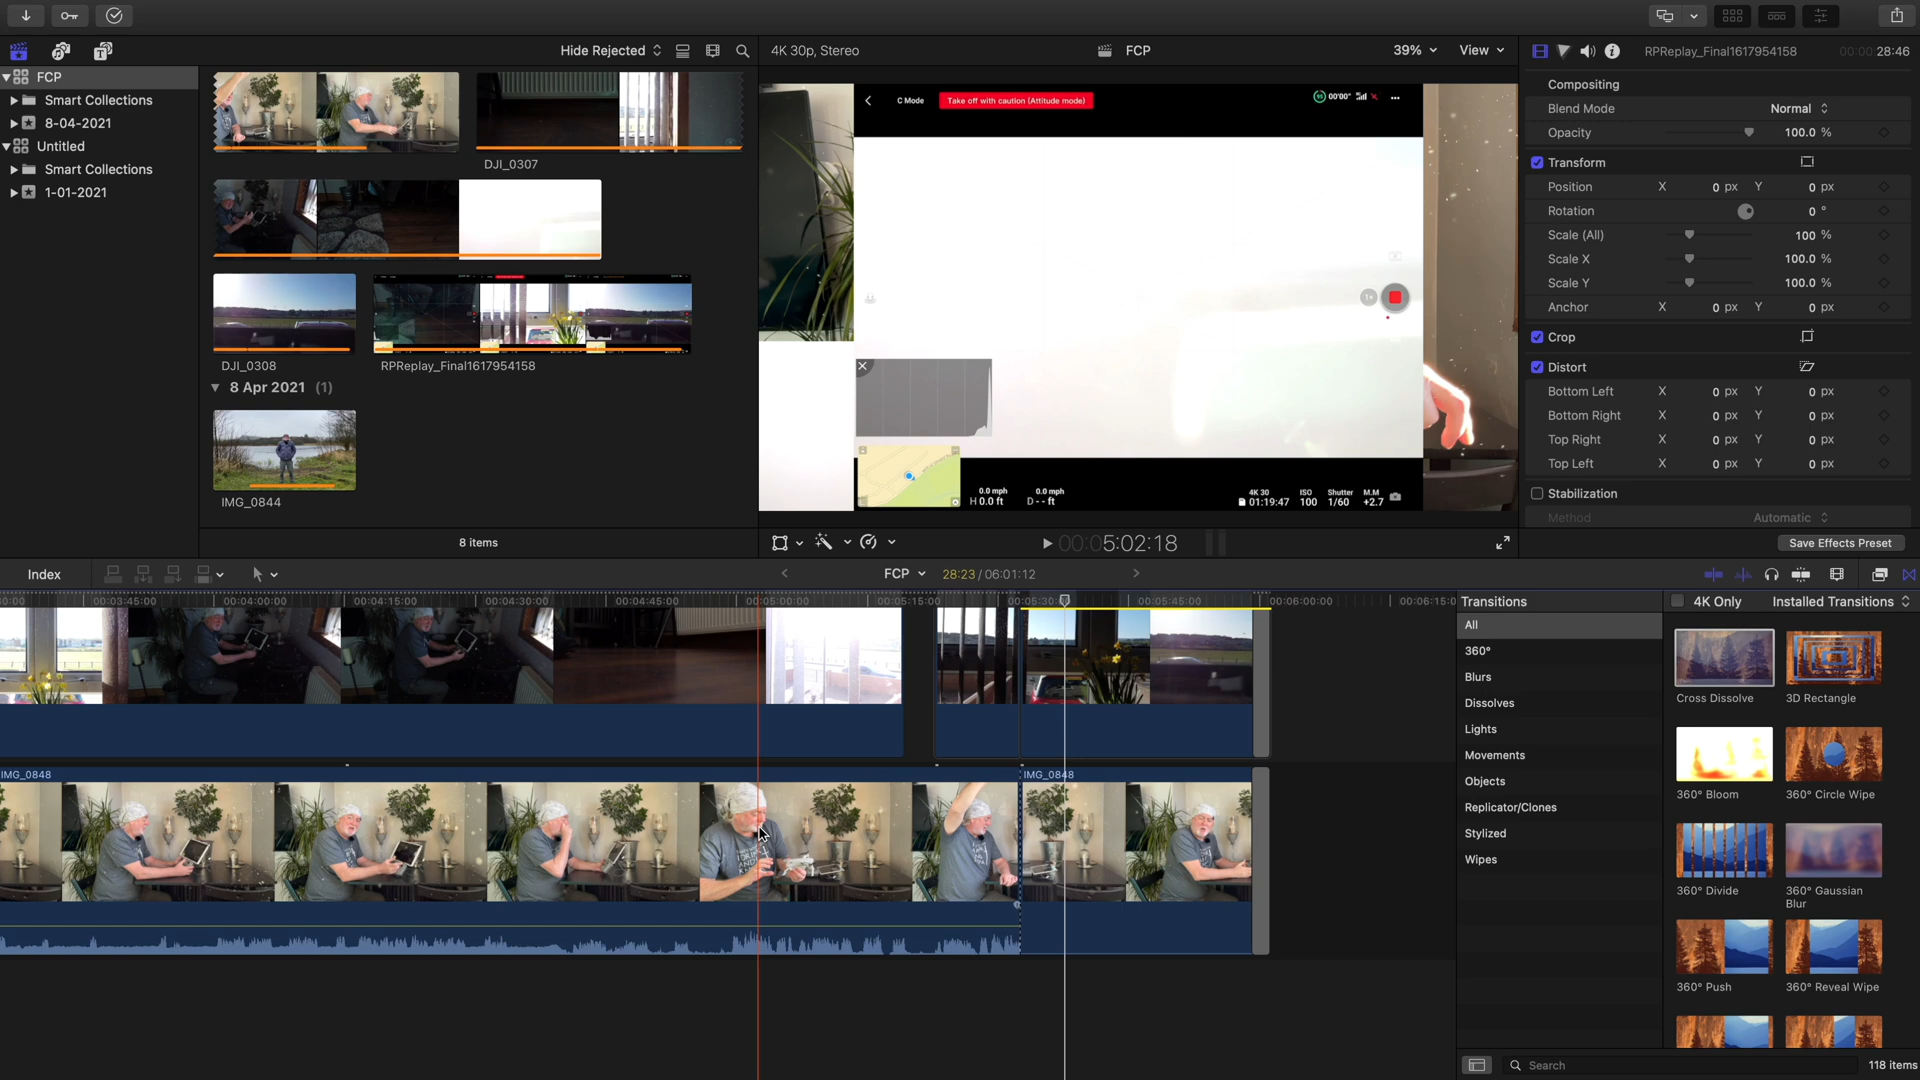 Hide Rejected
4K 30p, Stereo
FCP
39%
View
RPReplay_Final1617954158
00:00:28:46
FCP
Smart Collections
8-04-2021
Untitled
Smart Collections
1-01-2021
DJI_0307
DJI_0308
RPReplay_Final1617954158
8 Apr 2021 (1)
IMG_0844
8 items
C Mode
Take off with caution (Attitude mode)
00'00"
1×
0.0 mph
0.0 mph
H 0.0 ft
D - - ft
4K 30
ISO
Shutter
M.M
01:19:47
100
1/60
+2.7
00:05:02:18
Compositing
Blend Mode
Normal
Opacity
100.0 %
Transform
Position X 0 px Y 0 px
Rotation 0 °
Scale (All) 100 %
Scale X 100.0 %
Scale Y 100.0 %
Anchor X 0 px Y 0 px
Crop
Distort
Bottom Left X 0 px Y 0 px
Bottom Right X 0 px Y 0 px
Top Right X 0 px Y 0 px
Top Left X 0 px Y 0 px
Stabilization
Method Automatic
Save Effects Preset
Index
FCP
28:23 / 06:01:12
00:03:45:00
00:04:00:00
00:04:15:00
00:04:30:00
00:04:45:00
00:05:00:00
00:05:15:00
00:05:30:00
00:05:45:00
00:06:00:00
00:06:15:0
IMG_0848
IMG_0848
Transitions
4K Only
Installed Transitions
All
360°
Blurs
Dissolves
Lights
Movements
Objects
Replicator/Clones
Stylized
Wipes
Cross Dissolve
3D Rectangle
360° Bloom
360° Circle Wipe
360° Divide
360° Gaussian
Blur
360° Push
360° Reveal Wipe
Search
118 items